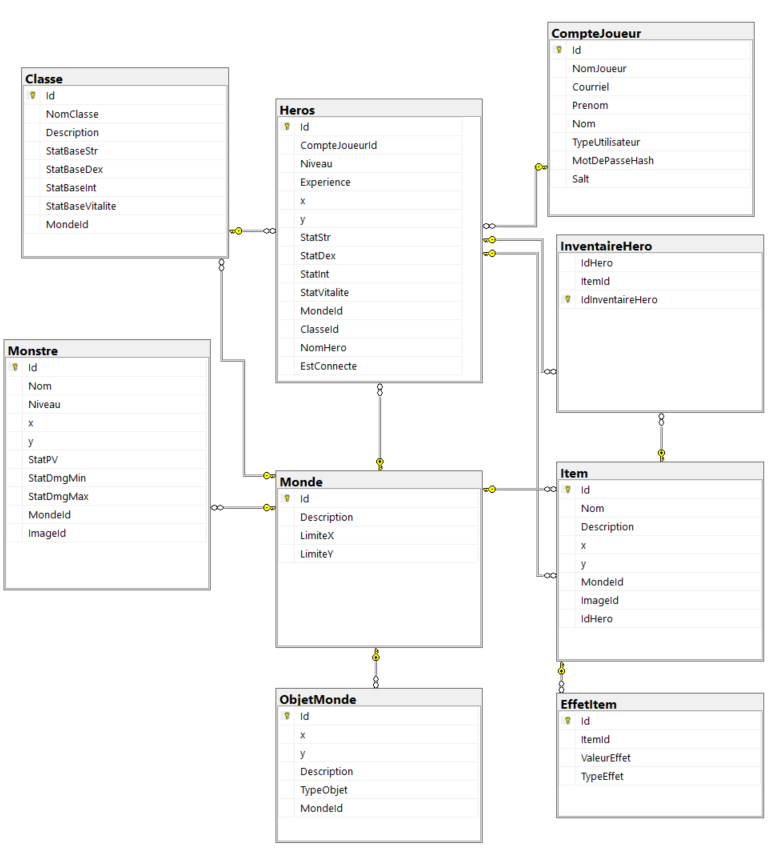 CompteJoueur
Id
NomJoueur
Courriel
Prenom
Nom
TypeUtilisateur
MotDePasseHash
Salt
Classe
Id
NomClasse
Description
StatBaseStr
StatBaseDex
StatBaseInt
StatBaseVitalite
MondeId
Heros
Id
CompteJoueurId
Niveau
Experience
x
y
StatStr
StatDex
StatInt
StatVitalite
MondeId
ClasseId
NomHero
EstConnecte
InventaireHero
IdHero
ItemId
IdInventaireHero
Monstre
Id
Nom
Niveau
x
y
StatPV
StatDmgMin
StatDmgMax
MondeId
ImageId
Monde
Id
Description
LimiteX
LimiteY
Item
Id
Nom
Description
x
y
MondeId
ImageId
IdHero
ObjetMonde
Id
x
y
Description
TypeObjet
MondeId
EffetItem
Id
ItemId
ValeurEffet
TypeEffet